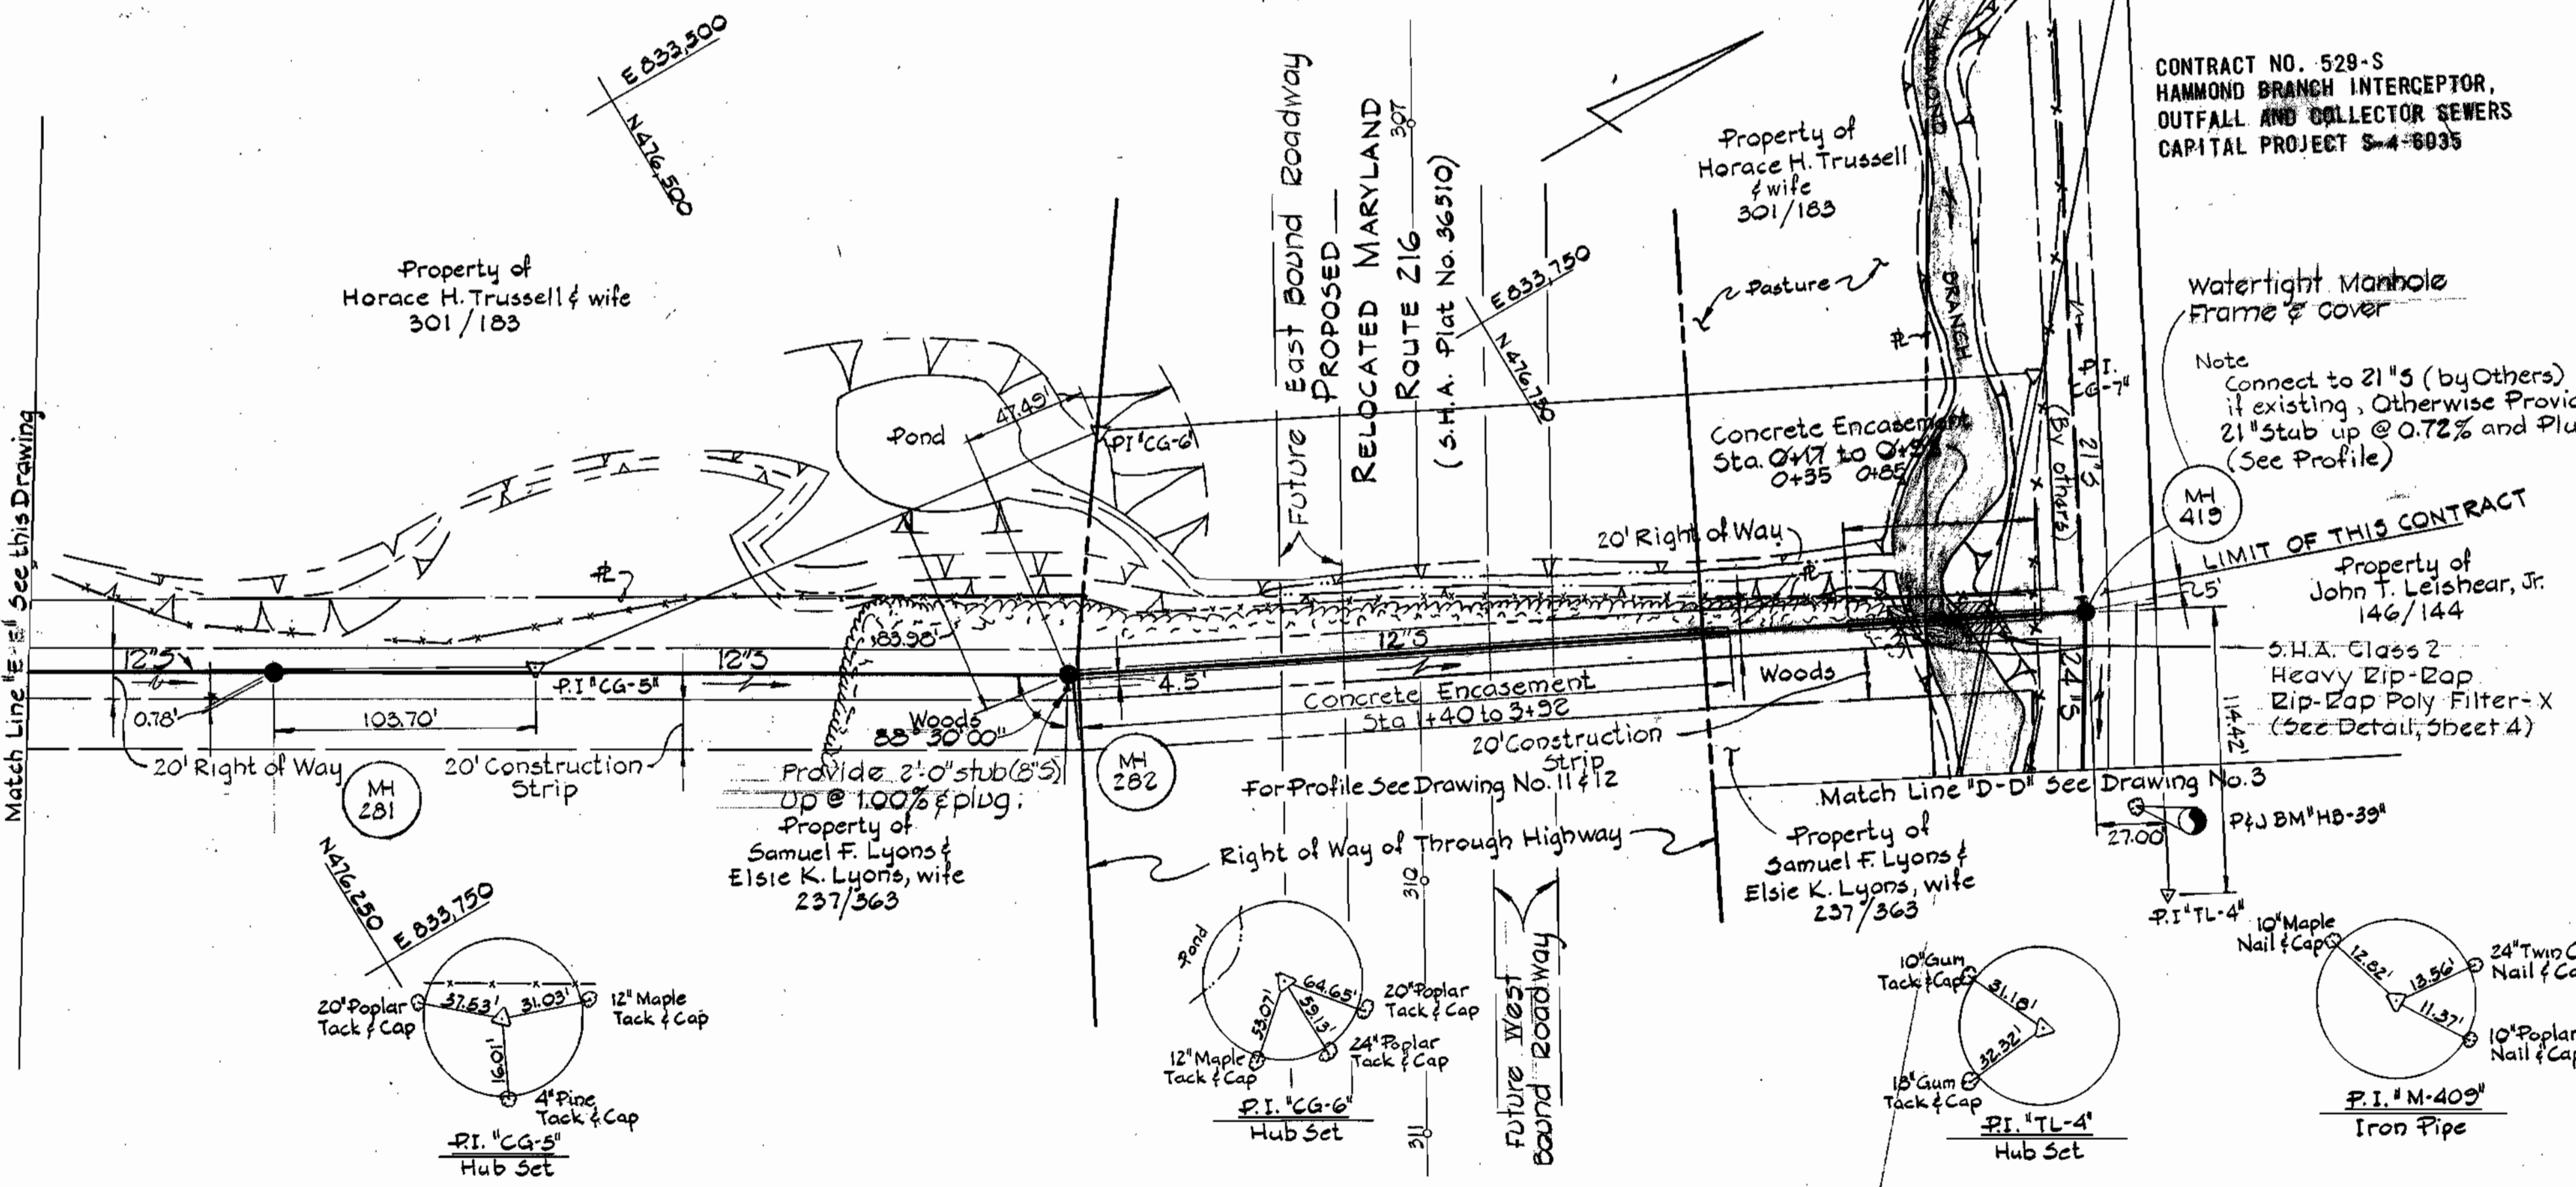 CONTRACT NO. 529-S
HAMMOND BRANCH INTERCEPTOR,
OUTFALL AND COLLECTOR SEWERS
CAPITAL PROJECT S-4-6035
E 833,500
N 476,500
Property of
Horace H. Trussell & wife
301/183
Future East Bound Roadway
PROPOSED
RELOCATED MARYLAND
ROUTE 216
(S.H.A. Plat No. 36510)
307
E 833,750
N 476,750
Property of
Horace H. Trussell
& wife
301/183
Pasture
HAMMOND
BRANCH
Watertight Manhole
Frame & Cover
Note
Connect to 21"S (by Others)
if existing, Otherwise Provid
21" Stub up @ 0.72% and Plu
(See Profile)
MH
419
LIMIT OF THIS CONTRACT
25'
Property of
John T. Leishear, Jr.
146/144
S.H.A. Class 2
Heavy Rip-Rap
Rip-Rap Poly Filter-X
(See Detail, Sheet 4)
21"S
(By others)
24"S
114.42'
Concrete Encasement
Sta. 0+17 to
0+35 0+85
20' Right of Way
Pond
47.49'
P.I "CG-6"
Match Line "E-E" See this Drawing
12"S
0.78'
103.70'
P.I "CG-5"
12"S
83.98'
Woods
88° 30' 00"
4.5'
12"S
Concrete Encasement
Sta 1+40 to 3+92
Woods
20' Right of Way
MH
281
20' Construction
Strip
Provide 2'-0" stub (8"S)
Up @ 1.00% & plug.
MH
282
20' Construction
Strip
For Profile See Drawing No. 11 & 12
Match Line "D-D" See Drawing No. 3
P&J BM "HB-39"
27.00'
P.I "TL-4"
Property of
Samuel F. Lyons &
Elsie K. Lyons, wife
237/363
Right of Way of Through Highway
Property of
Samuel F. Lyons &
Elsie K. Lyons, wife
237/363
N 476,250
E 833,750
20" Poplar
Tack & Cap
37.53'
31.03'
12" Maple
Tack & Cap
16.01'
4" Pine
Tack & Cap
P.I. "CG-5"
Hub Set
Pond
64.65'
20" Poplar
Tack & Cap
53.07'
59.13'
24" Poplar
Tack & Cap
12" Maple
Tack & Cap
P.I. "CG-6"
Hub Set
310
311
Future West
Bound Roadway
10" Gum
Tack & Cap
31.18'
32.32'
18" Gum
Tack & Cap
P.I. "TL-4"
Hub Set
10" Maple
Nail & Cap
12.82'
13.56'
24" Twin
Nail & Ca
11.37'
10" Poplar
Nail & Cap
P.I. "M-409"
Iron Pipe